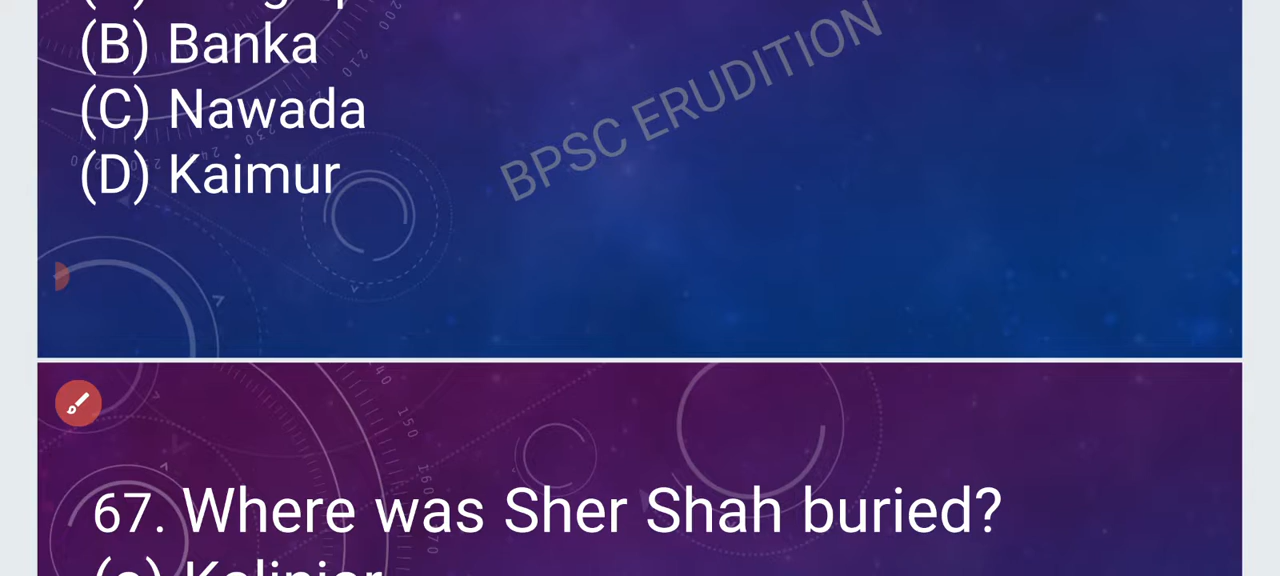 (B) Banka
(C) Nawada
(D) Kaimur
BPSC ERUDITION
67. Where was Sher Shah buried?